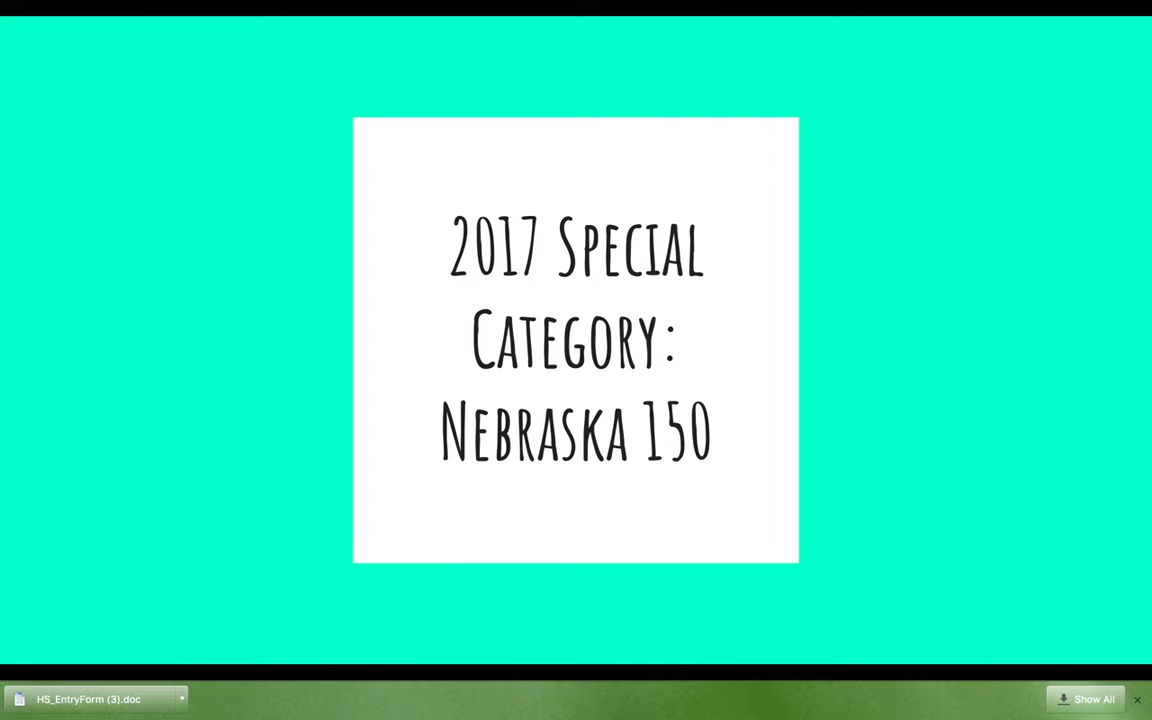 2017 Special
Category:
Nebraska 150
HS_EntryForm (3).doc
Show All